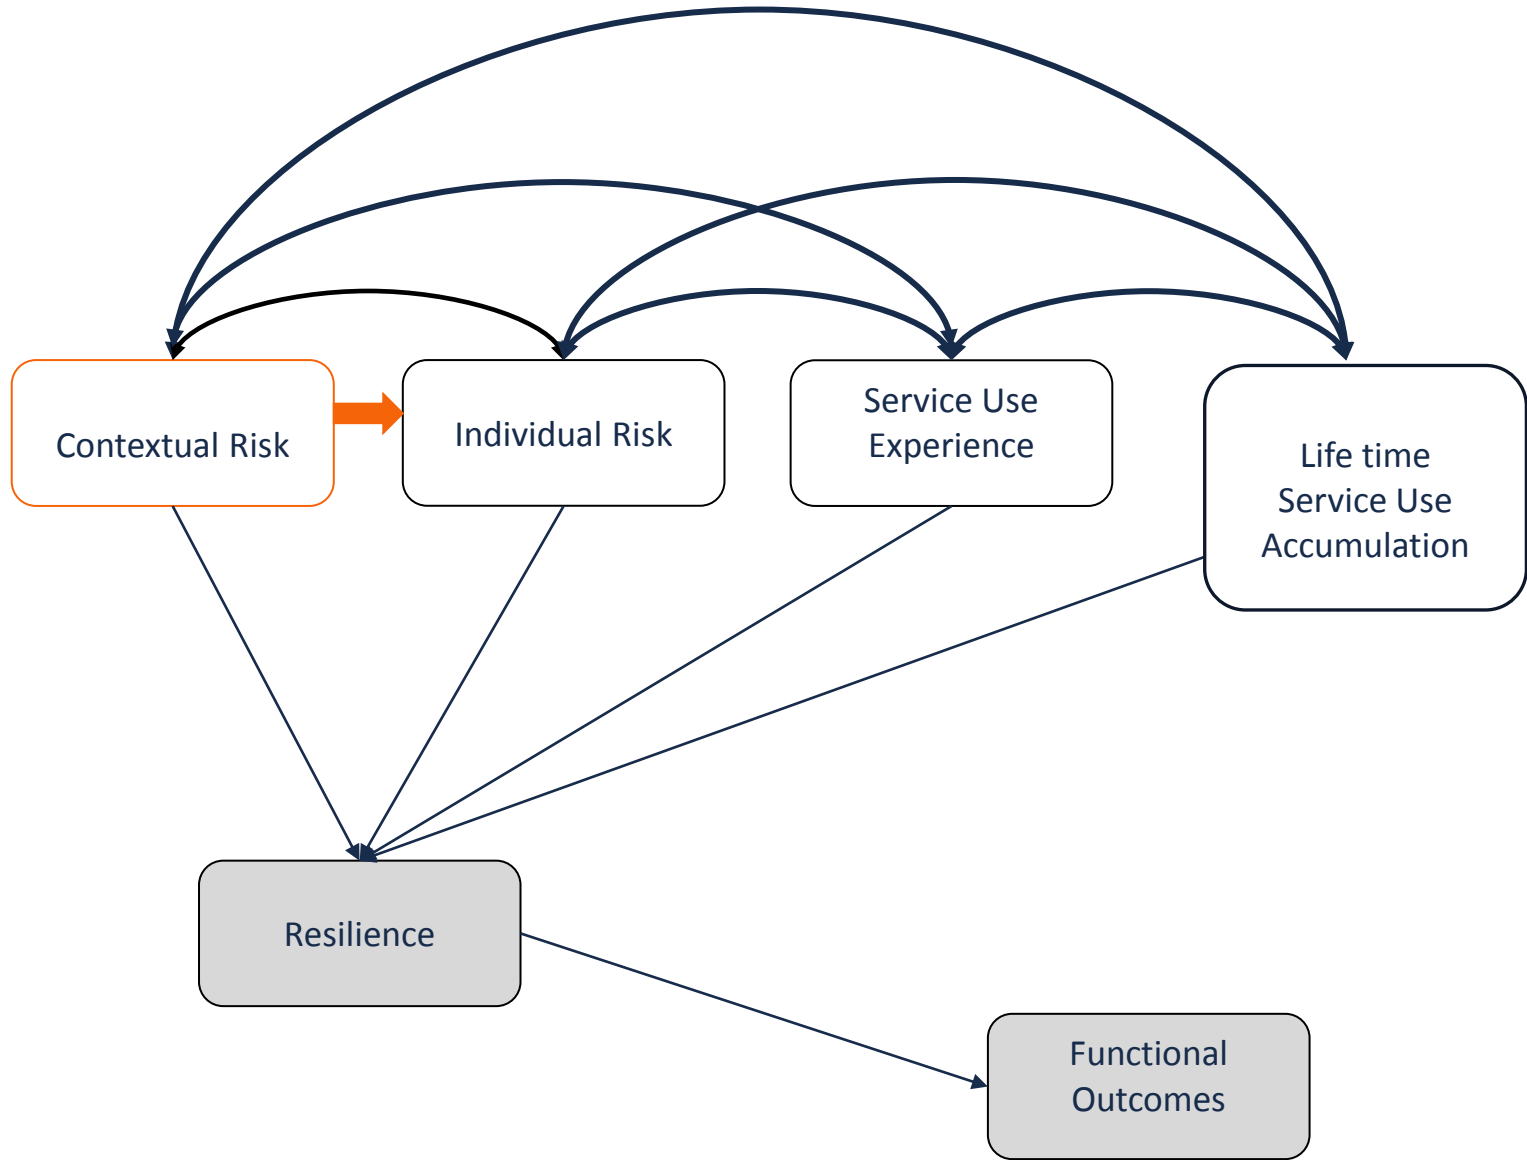 Contextual Risk
Individual Risk
Service Use
Experience
Life time
Service Use
Accumulation
Resilience
Functional
Outcomes